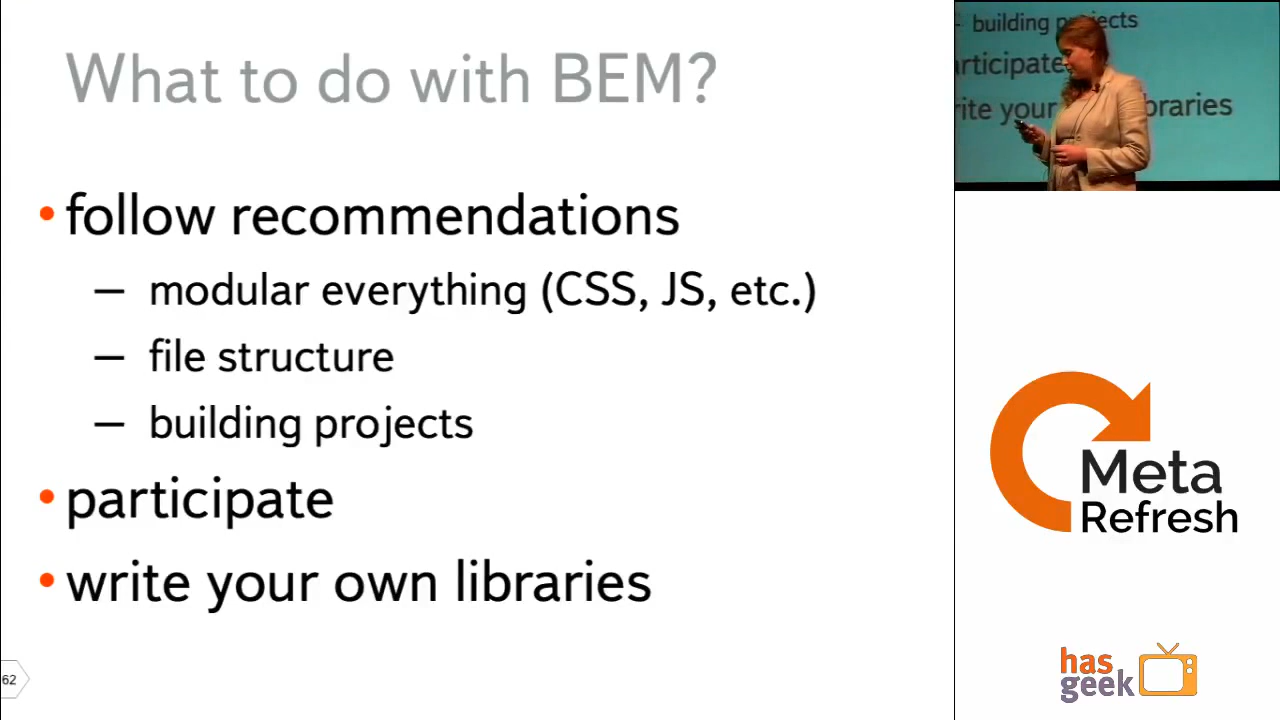 What to do with BEM?
• follow recommendations
— modular everything (CSS, JS, etc.)
— file structure
— building projects
• participate
• write your own libraries
62
building projects
articipate
rite your
braries
Meta
Refresh
has
geek